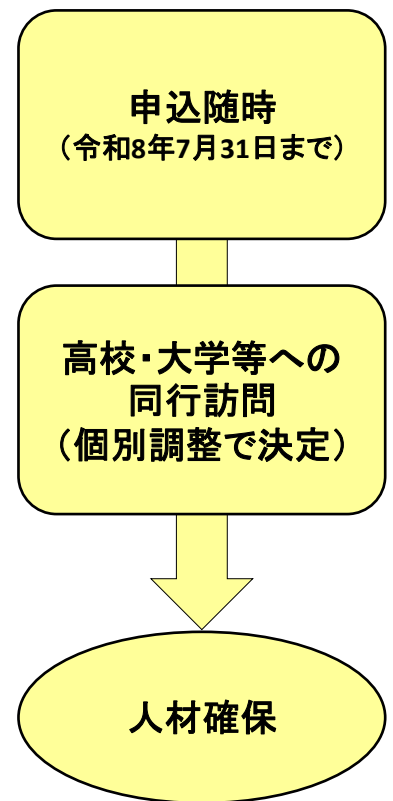 申込随時
（令和8年7月31日まで）
高校・大学等への
同行訪問
（個別調整で決定）
人材確保